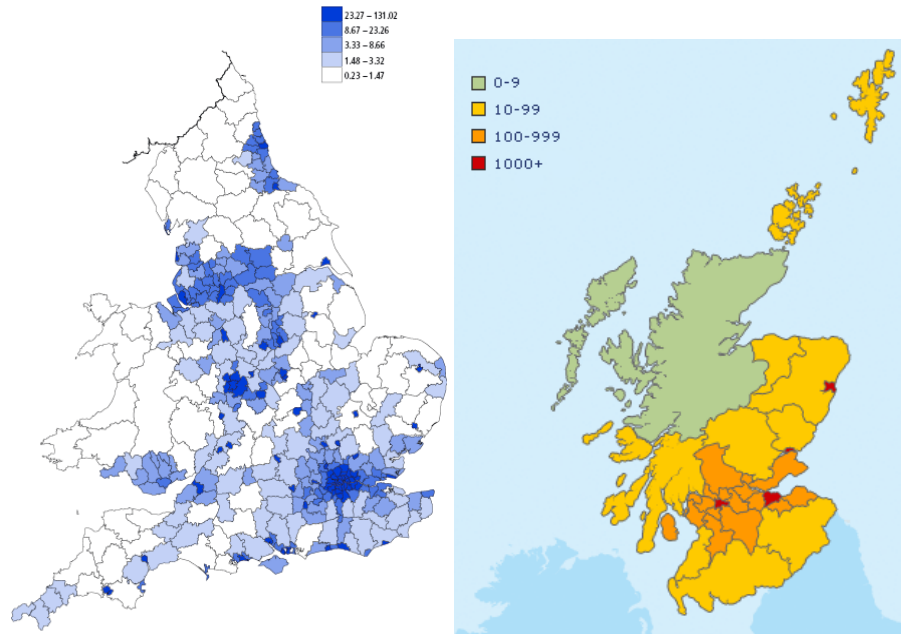 23.27 – 131.02
8.67 – 23.26
3.33 – 8.66
1.48 – 3.32
0.23 – 1.47
0-9
10-99
100-999
1000+